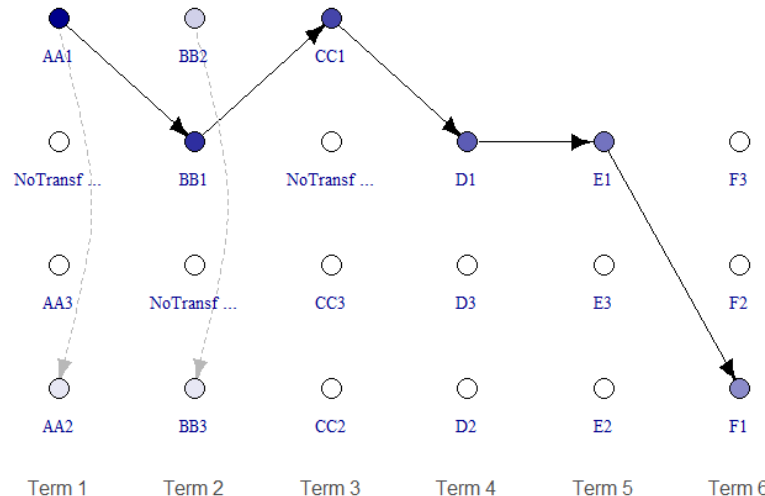 AA1 BB2 CC1
NoTransf ... BB1 NoTransf ... D1 E1 F3
AA3 NoTransf ... CC3 D3 E3 F2
AA2 BB3 CC2 D2 E2 F1
Term 1 Term 2 Term 3 Term 4 Term 5 Term 6